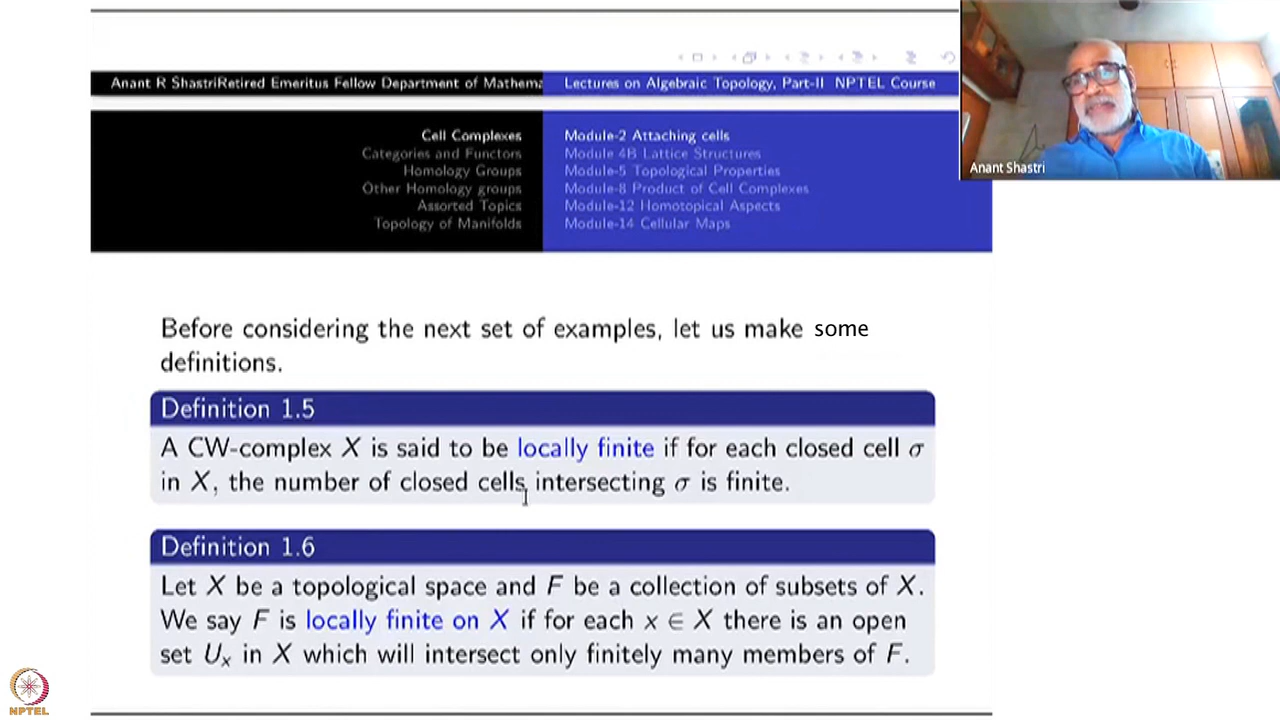 Anant R ShastriRetired Emeritus Fellow Department of Mathema
Lectures on Algebraic Topology, Part-II NPTEL Course
Cell Complexes
Categories and Functors
Homology Groups
Other Homology groups
Assorted Topics
Topology of Manifolds
Module-2 Attaching cells
Module 4B Lattice Structures
Module-5 Topological Properties
Module-8 Product of Cell Complexes
Module-12 Homotopical Aspects
Module-14 Cellular Maps
Anant Shastri
Before considering the next set of examples, let us make some
definitions.
Definition 1.5
A CW-complex X is said to be locally finite if for each closed cell σ
in X, the number of closed cells intersecting σ is finite.
Definition 1.6
Let X be a topological space and F be a collection of subsets of X.
We say F is locally finite on X if for each x ∈ X there is an open
set Uₓ in X which will intersect only finitely many members of F.
NPTEL